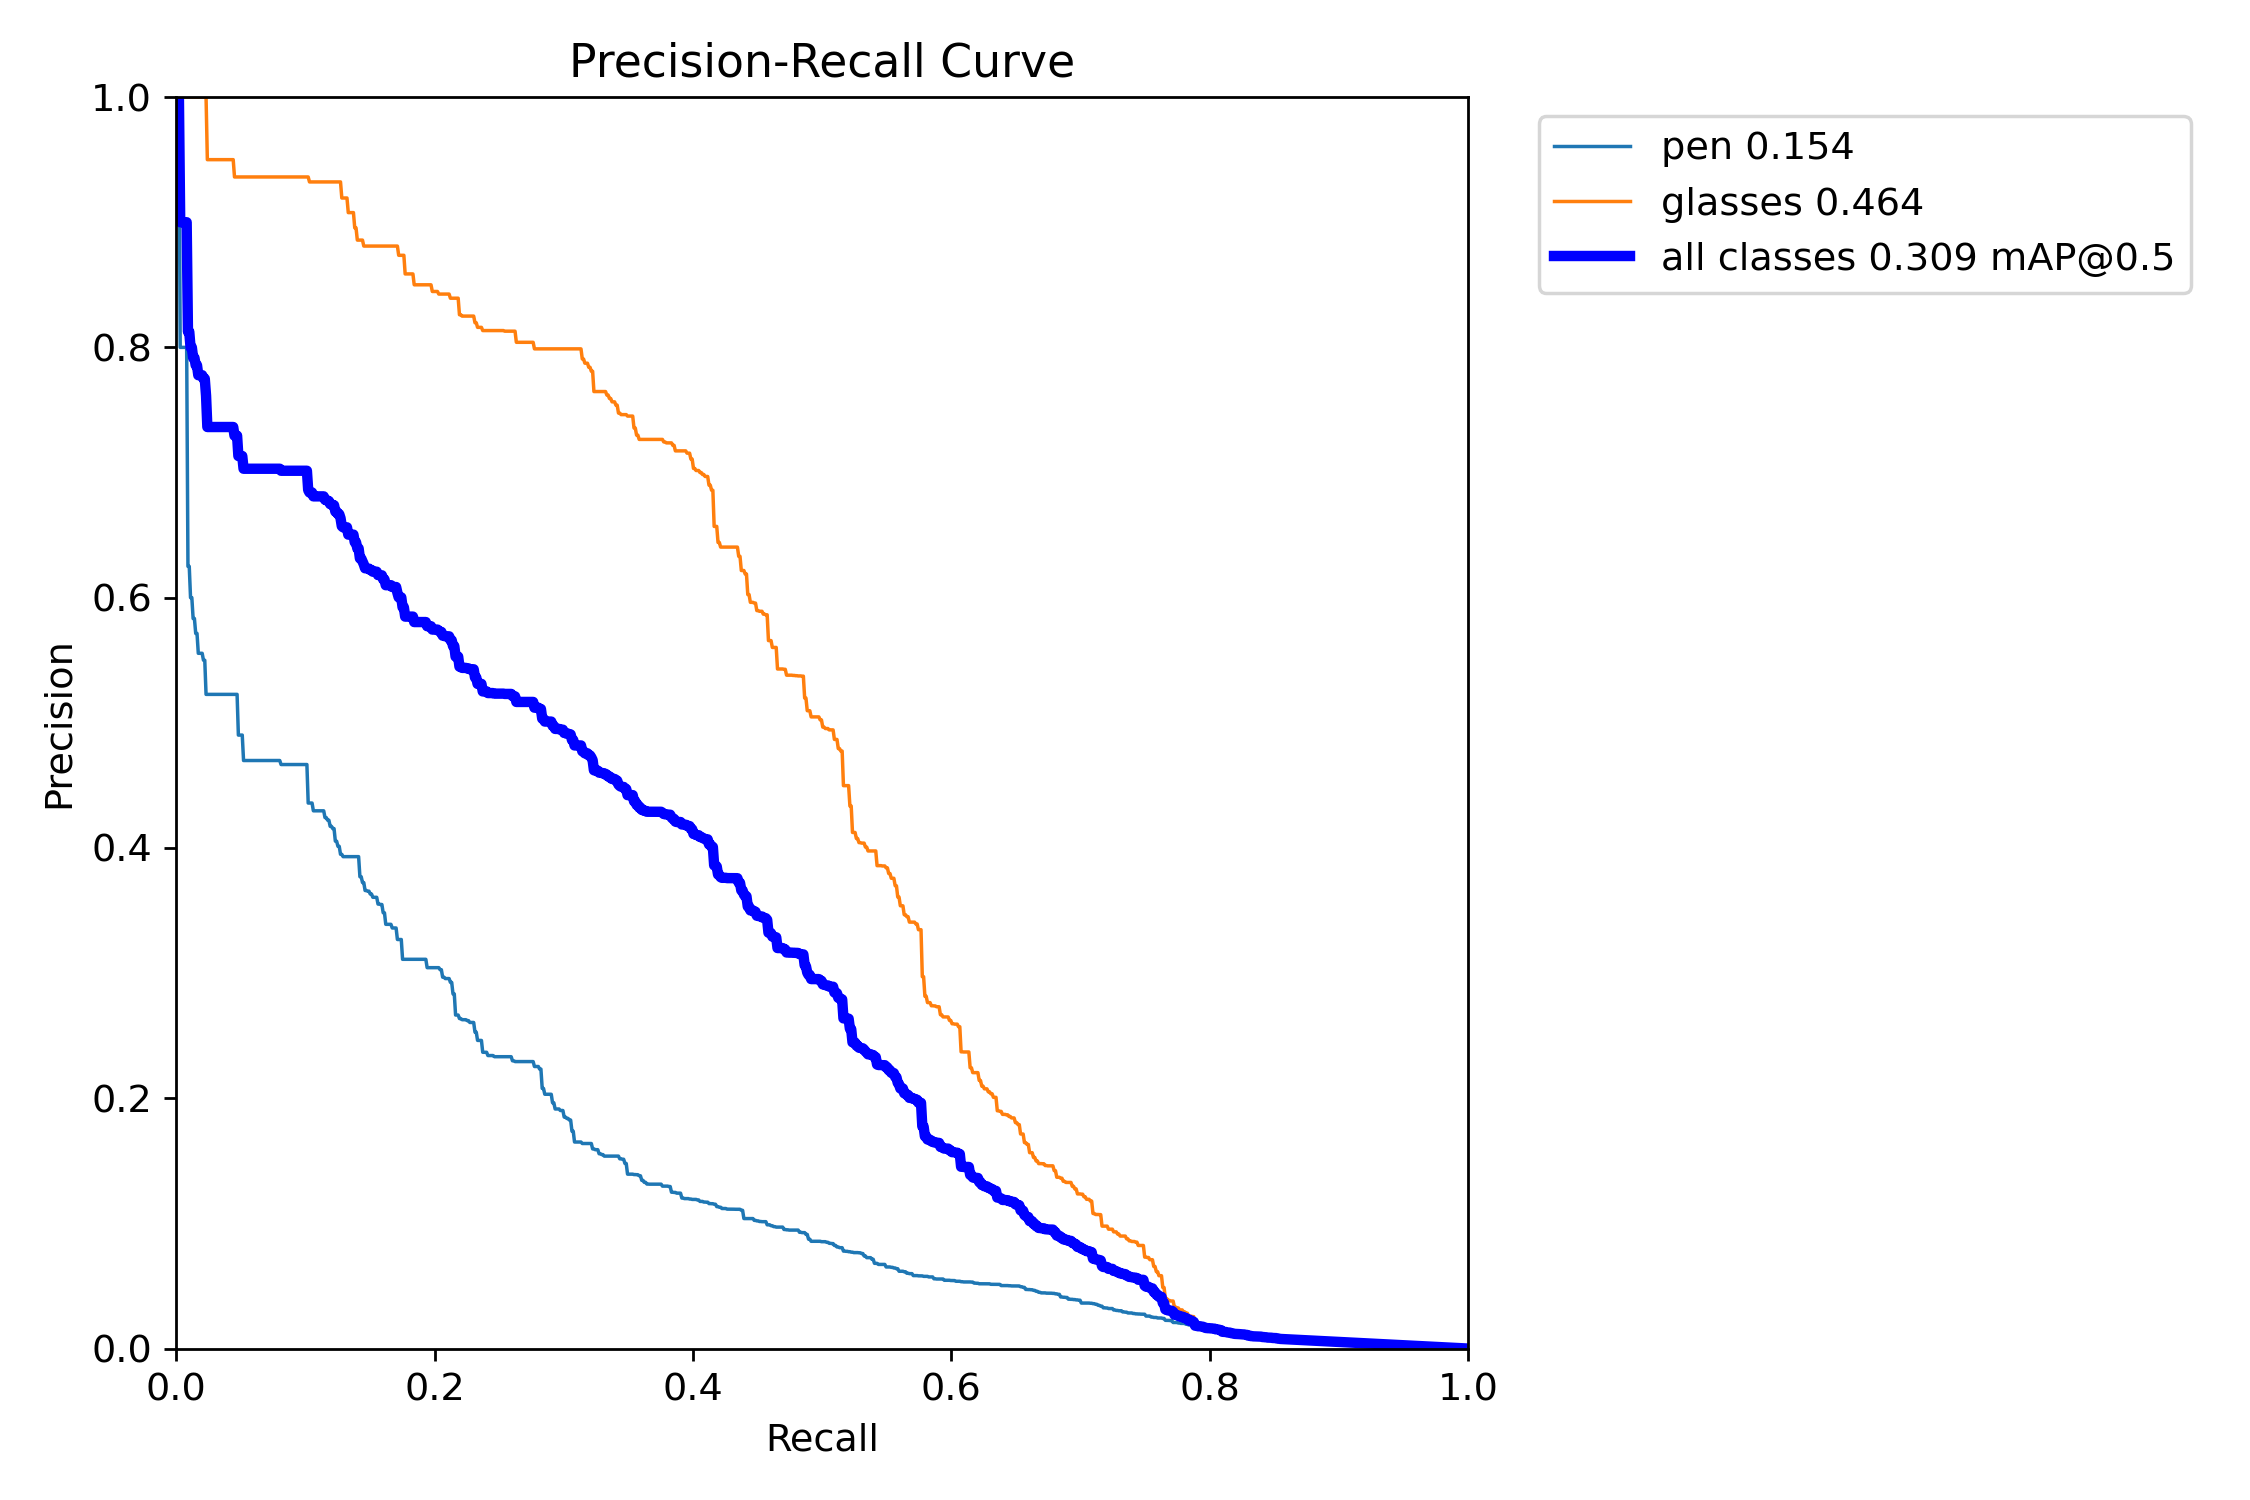 Precision-Recall Curve
1.0
0.8
0.6
0.4
0.2
0.0
Precision
0.0 0.2 0.4 0.6 0.8 1.0
Recall
pen 0.154
glasses 0.464
all classes 0.309 mAP@0.5